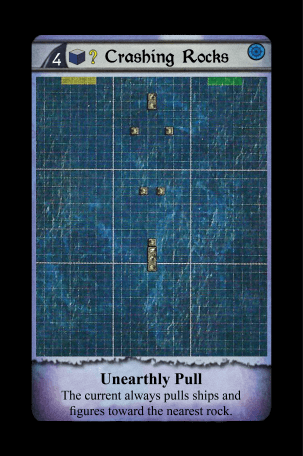 4 ? Crashing Rocks
Unearthly Pull
The current always pulls ships and
figures toward the nearest rock.